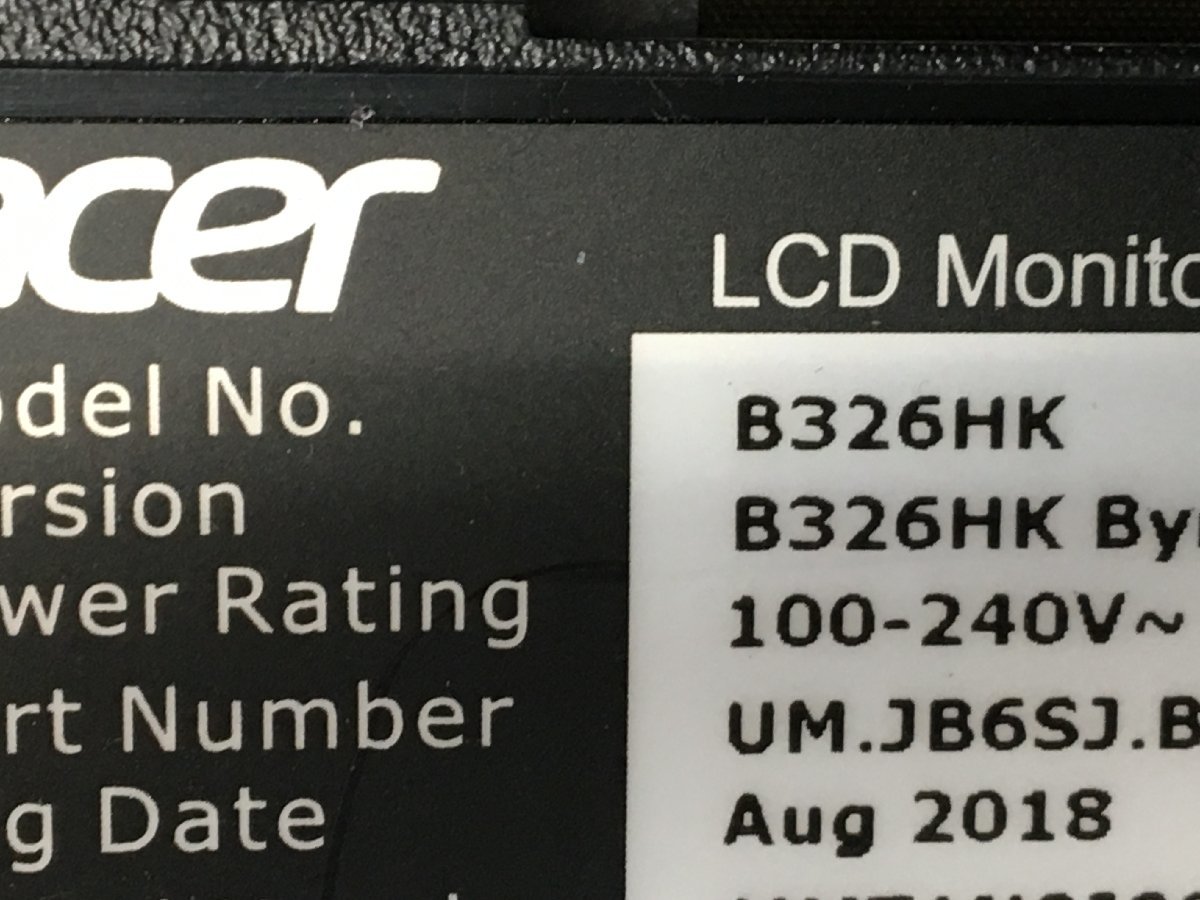 acer
LCD Monito
odel No. B326HK
rsion B326HK By
wer Rating 100-240V~
rt Number UM.JB6SJ.B
g Date Aug 2018